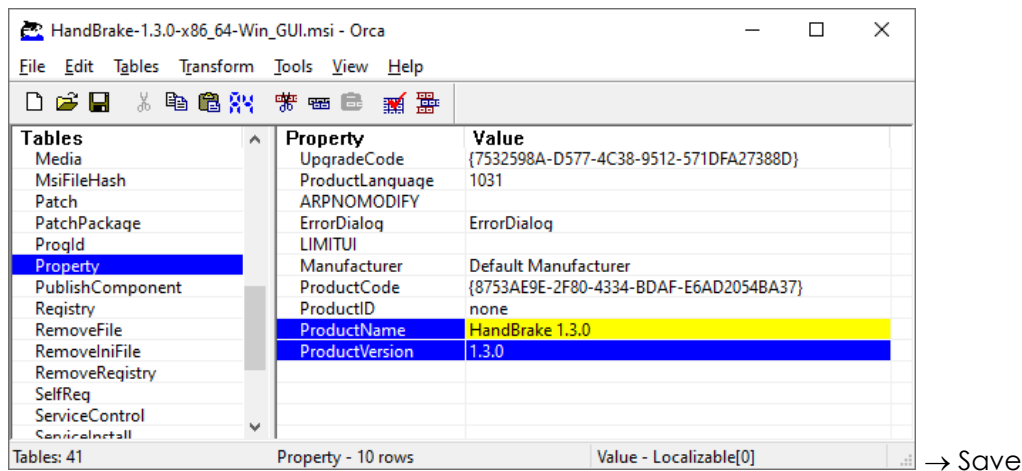 HandBrake-1.3.0-x86_64-Win_GUI.msi - Orca
File Edit Tables Transform Tools View Help
Tables Property Value
Media UpgradeCode {7532598A-D577-4C38-9512-571DFA27388D}
MsiFileHash ProductLanguage 1031
Patch ARPNOMODIFY
PatchPackage ErrorDialog ErrorDialog
ProgId LIMITUI
Property Manufacturer Default Manufacturer
PublishComponent ProductCode {8753AE9E-2F80-4334-BDAF-E6AD2054BA37}
Registry ProductID none
RemoveFile ProductName HandBrake 1.3.0
RemoveIniFile ProductVersion 1.3.0
RemoveRegistry
SelfReg
ServiceControl
ServiceInstall
Tables: 41 Property - 10 rows Value - Localizable[0] → Save